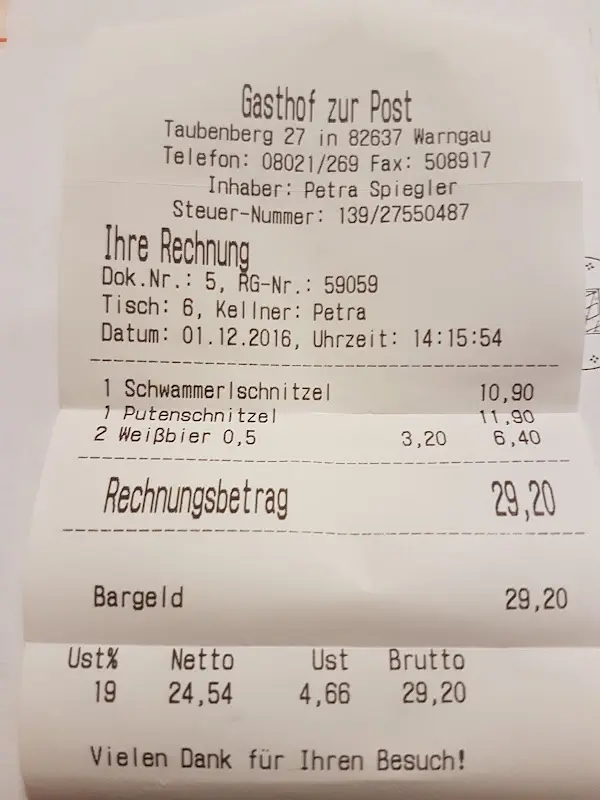 Gasthof zur Post
Taubenberg 27 in 82637 Warngau
Telefon: 08021/269 Fax: 508917
Inhaber: Petra Spiegler
Steuer-Nummer: 139/27550487
Ihre Rechnung
Dok.Nr.: 5, RG-Nr.: 59059
Tisch: 6, Kellner: Petra
Datum: 01.12.2016, Uhrzeit: 14:15:54
1 Schwammerlschnitzel 10,90
1 Putenschnitzel 11,90
2 Weißbier 0,5 3,20 6,40
Rechnungsbetrag 29,20
Bargeld 29,20
Ust% Netto Ust Brutto
19 24,54 4,66 29,20
Vielen Dank für Ihren Besuch!